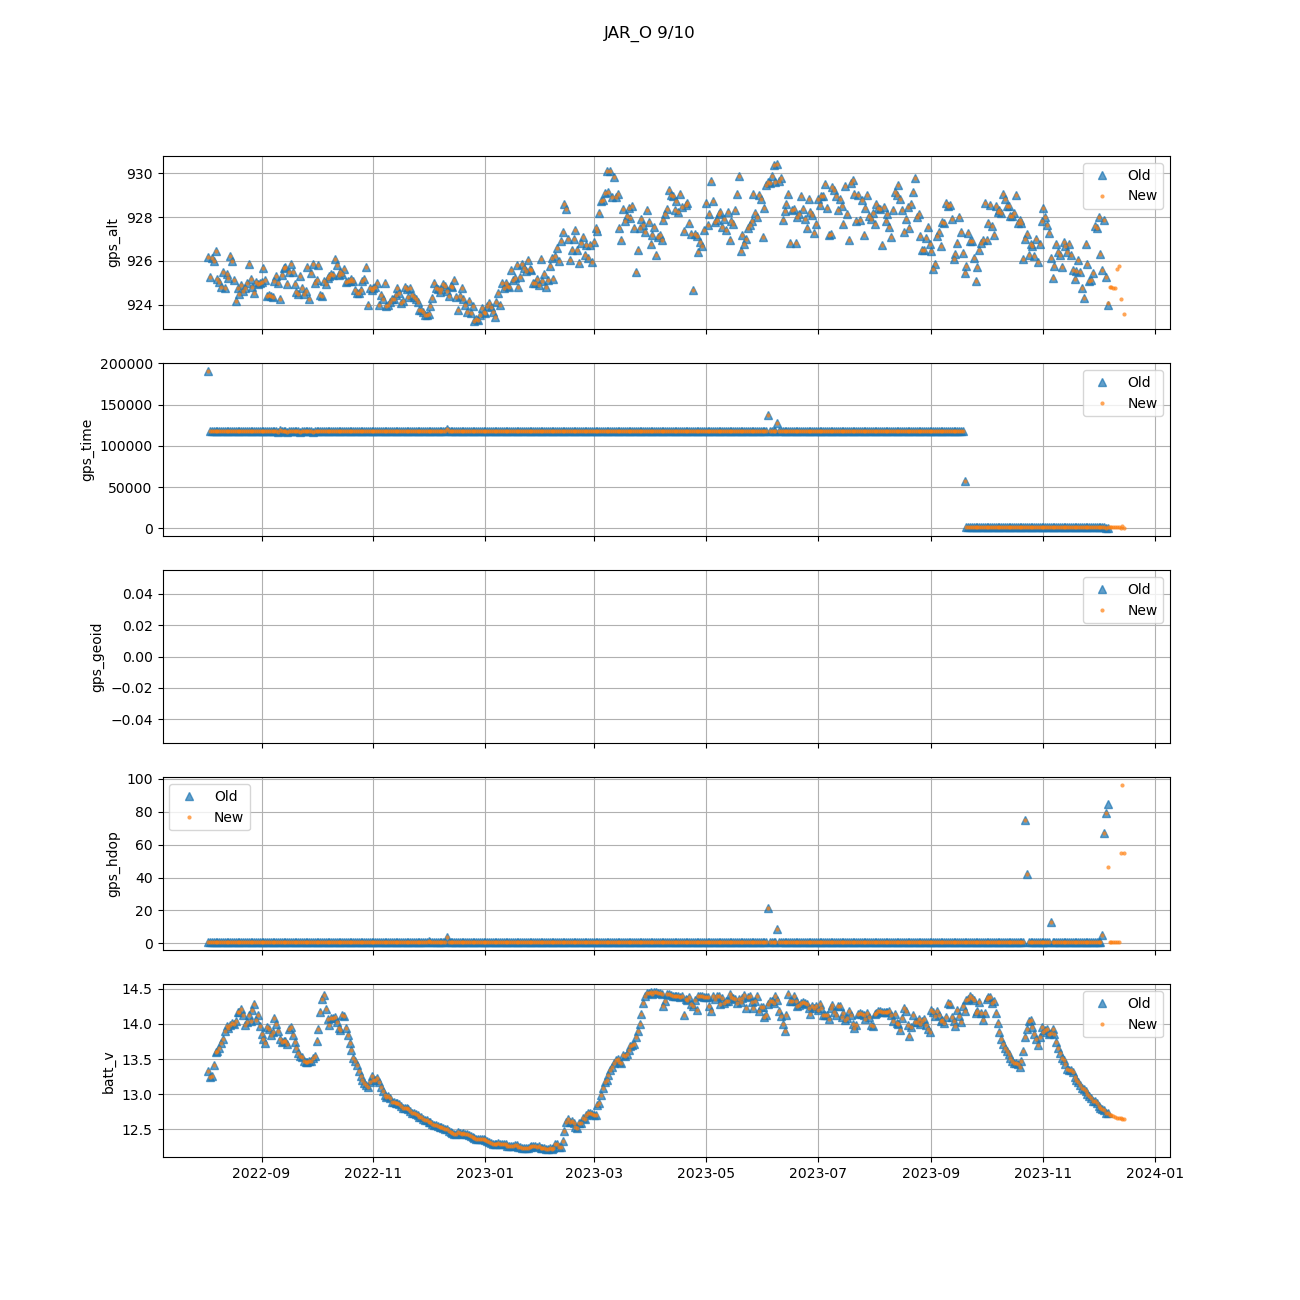 JAR_O 9/10
930
928
926
924
gps_alt
Old
New
200000
150000
100000
50000
0
gps_time
Old
New
0.04
0.02
0.00
−0.02
−0.04
gps_geoid
Old
New
100
80
60
40
20
0
gps_hdop
Old
New
14.5
14.0
13.5
13.0
12.5
batt_v
Old
New
2022-09 2022-11 2023-01 2023-03 2023-05 2023-07 2023-09 2023-11 2024-01